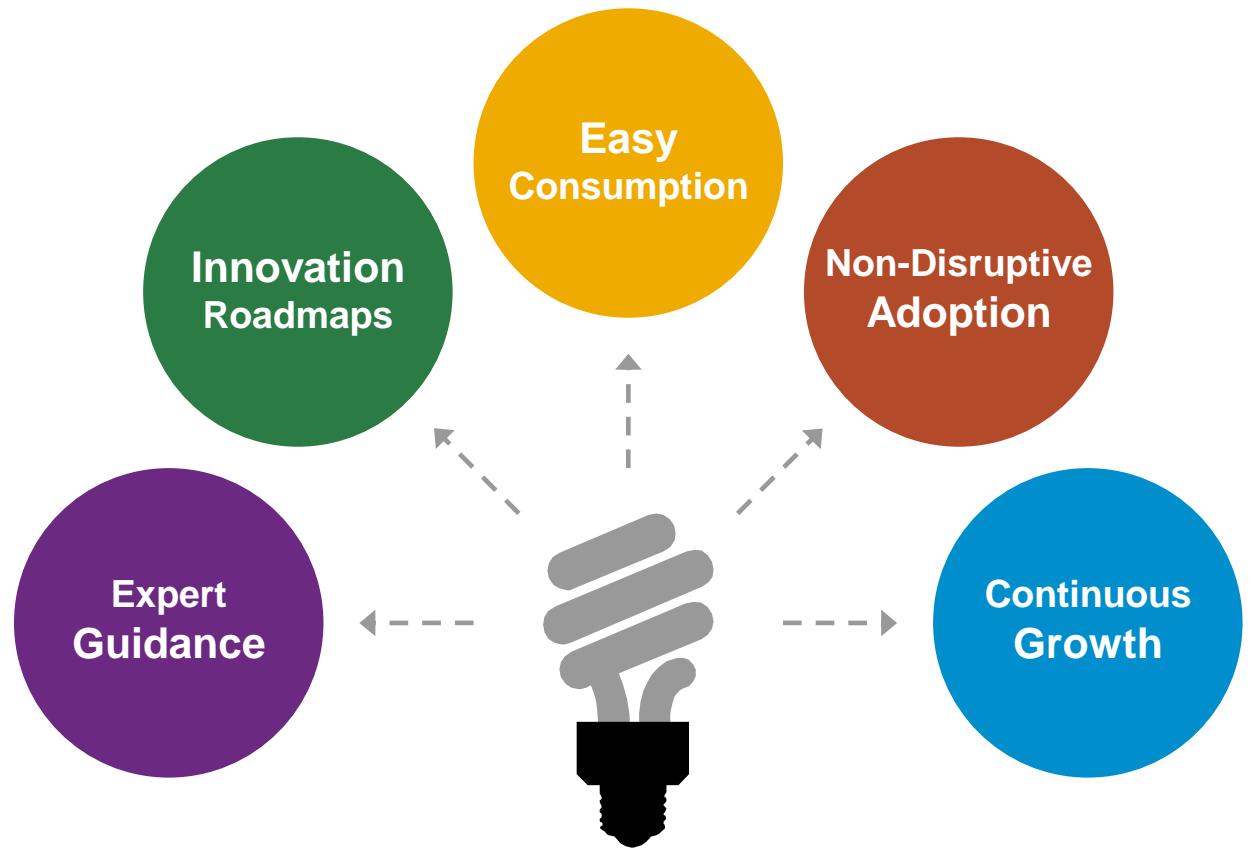 Easy
Consumption
Innovation
Roadmaps
Non-Disruptive
Adoption
Expert
Guidance
Continuous
Growth